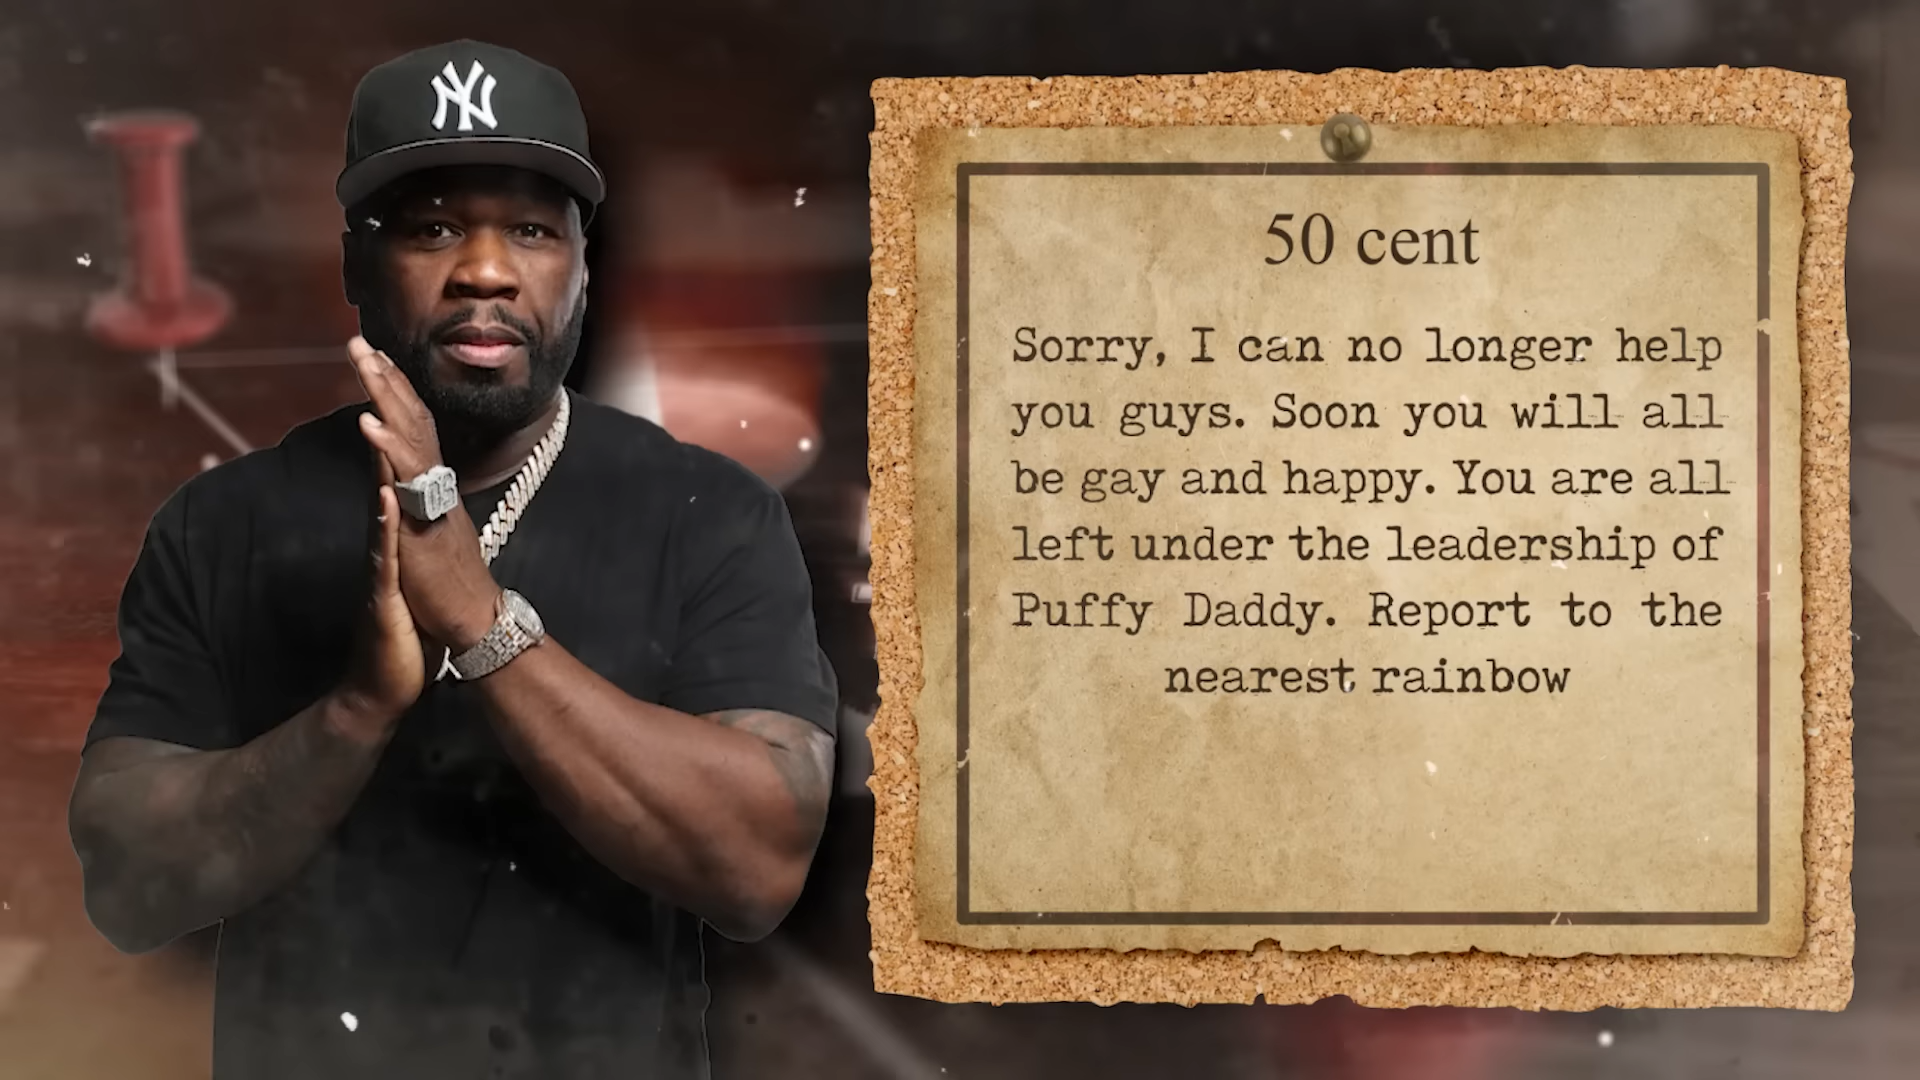 NY
50 cent
Sorry, I can no longer help
you guys. Soon you will all
be gay and happy. You are all
left under the leadership of
Puffy Daddy. Report to the
nearest rainbow